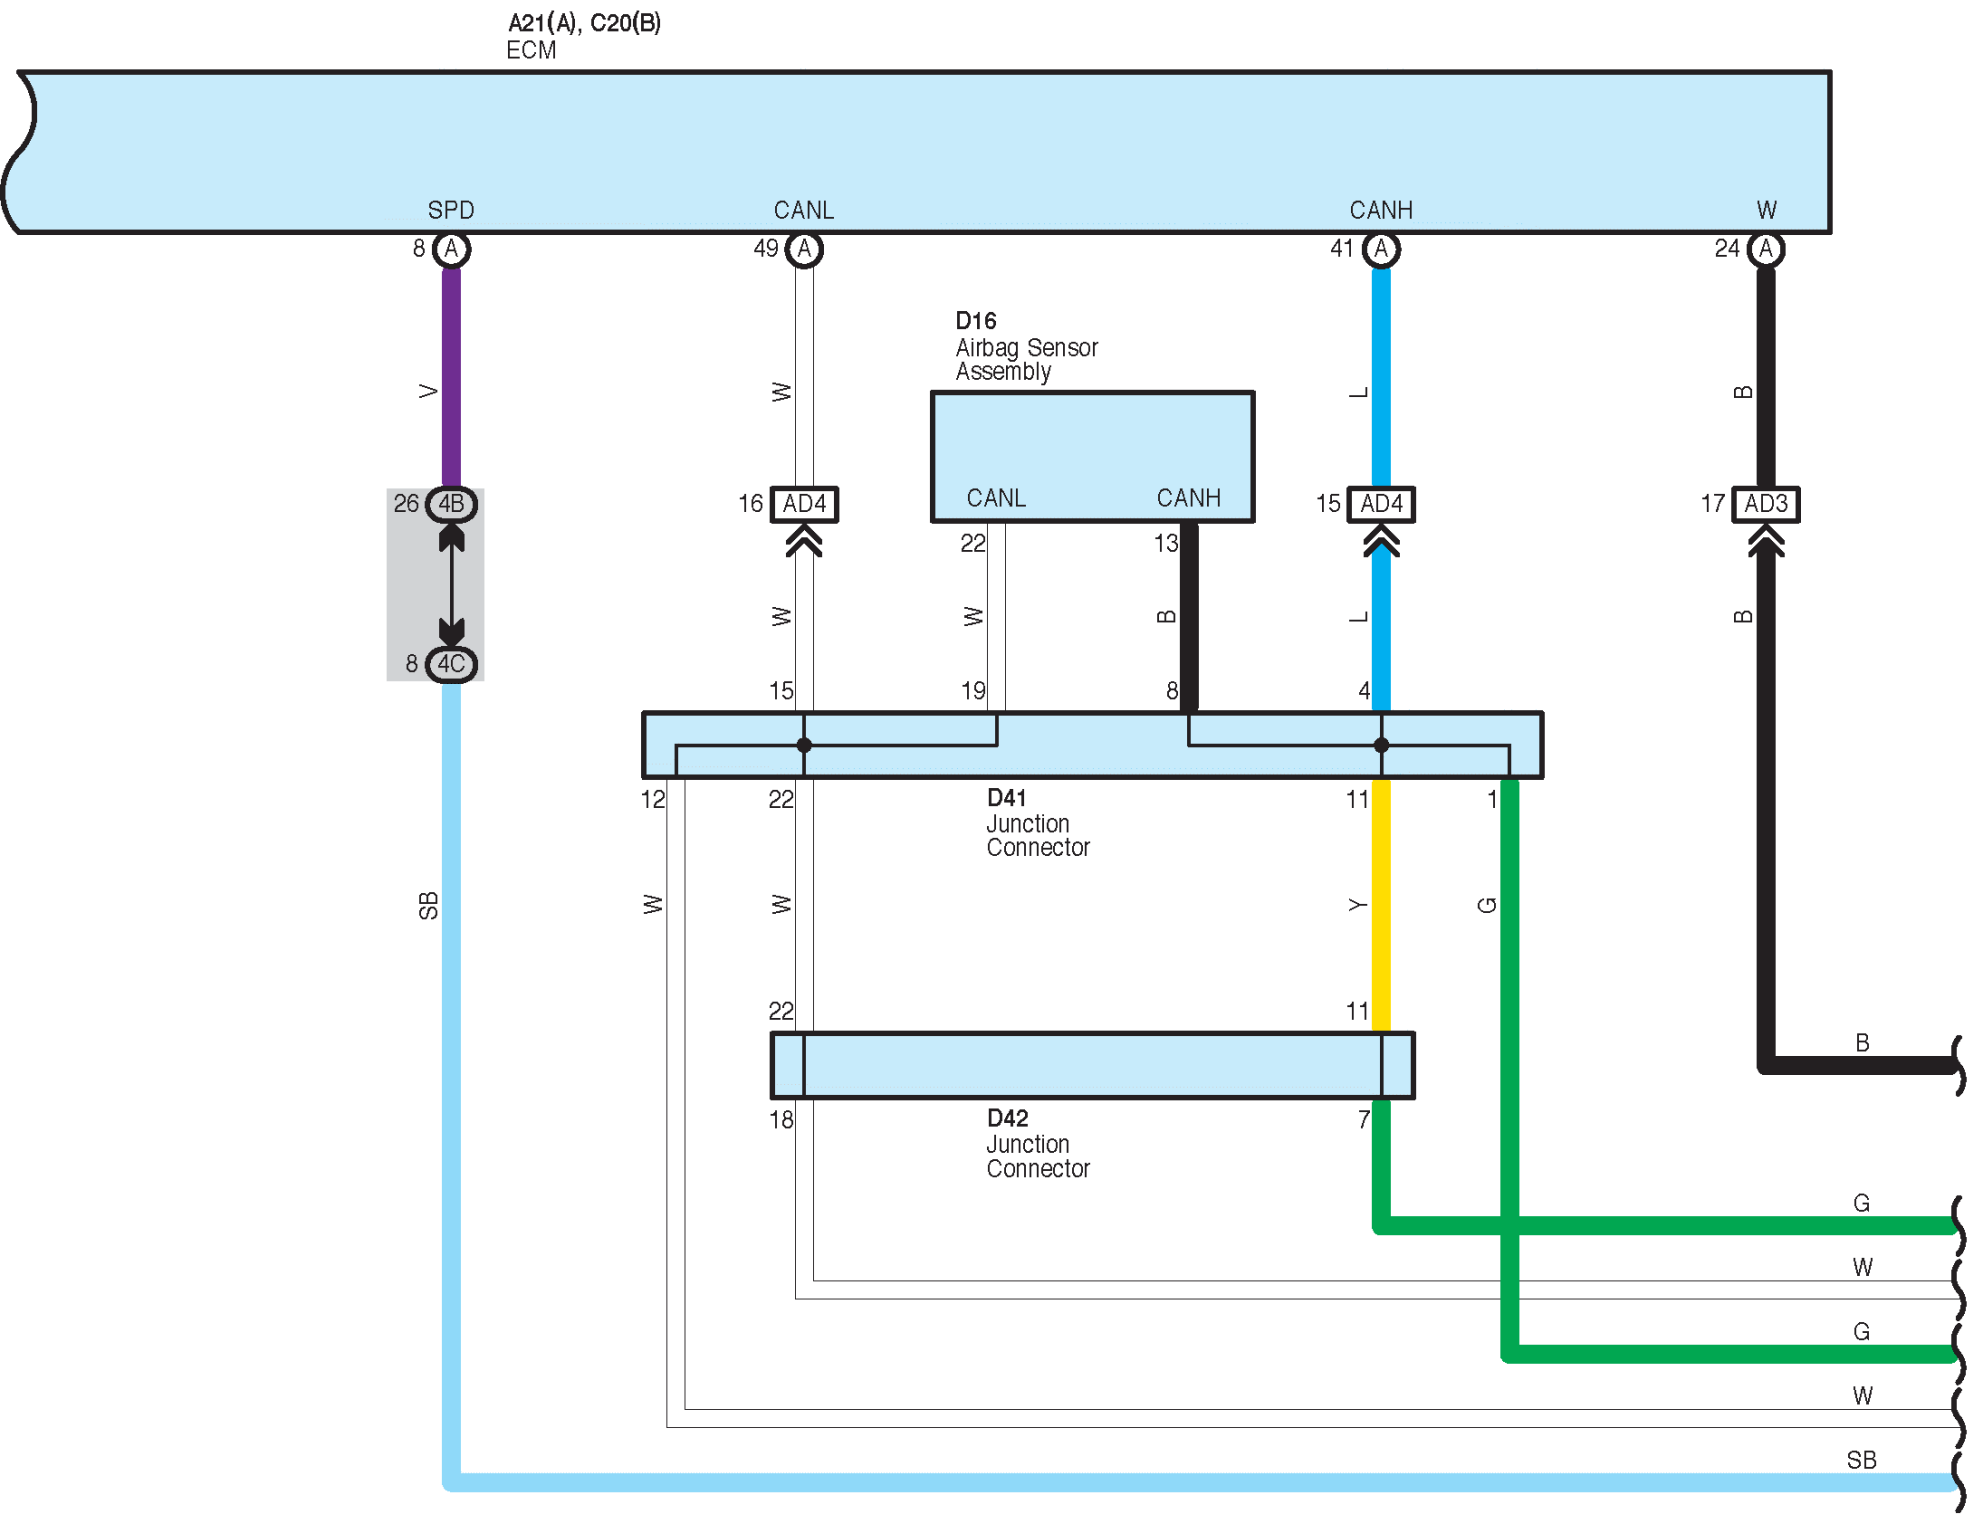 A21(A), C20(B)
ECM
SPD
CANL
CANH
W
8 A
49 A
41 A
24 A
D16
Airbag Sensor
Assembly
V
W
L
B
CANL
CANH
26 4B
16 AD4
15 AD4
17 AD3
22
13
W
W
B
L
B
8 4C
15
19
8
4
12
22
D41
Junction
Connector
11
1
SB
W
W
Y
G
22
11
B
18
D42
Junction
Connector
7
G
W
G
W
SB